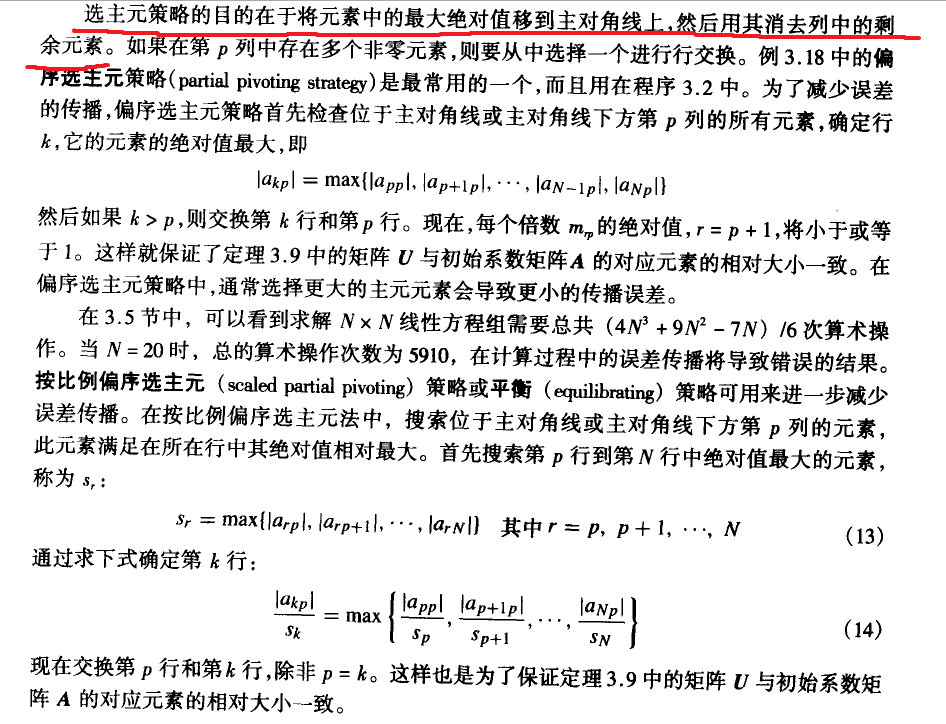 选主元策略的目的在于将元素中的最大绝对值移到主对角线上,然后用其消去列中的剩
余元素。如果在第 p 列中存在多个非零元素,则要从中选择一个进行行交换。例 3.18 中的偏
序选主元策略(partial pivoting strategy)是最常用的一个,而且用在程序 3.2 中。为了减少误差
的传播,偏序选主元策略首先检查位于主对角线或主对角线下方第 p 列的所有元素,确定行
k,它的元素的绝对值最大,即
|a_{kp}| = max{|a_{pp}|, |a_{p+1p}|, ···, |a_{N-1p}|, |a_{Np}|}
然后如果 k > p,则交换第 k 行和第 p 行。现在,每个倍数 m_{rp} 的绝对值, r = p + 1,将小于或等
于 1。这样就保证了定理 3.9 中的矩阵 U 与初始系数矩阵 A 的对应元素的相对大小一致。在
偏序选主元策略中,通常选择更大的主元元素会导致更小的传播误差。
在 3.5 节中，可以看到求解 N × N 线性方程组需要总共 (4N³ + 9N² − 7N) /6 次算术操
作。当 N = 20 时，总的算术操作次数为 5910，在计算过程中的误差传播将导致错误的结果。
按比例偏序选主元（scaled partial pivoting）策略或平衡（equilibrating）策略可用来进一步减少
误差传播。在按比例偏序选主元法中，搜索位于主对角线或主对角线下方第 p 列的元素，
此元素满足在所在行中其绝对值相对最大。首先搜索第 p 行到第 N 行中绝对值最大的元素，
称为 s_r：
s_r = max{|a_{rp}|, |a_{rp+1}|, ···, |a_{rN}|} 其中 r = p, p + 1, ···, N (13)
通过求下式确定第 k 行：
|a_{kp}|/s_k = max { |a_{pp}|/s_p, |a_{p+1p}|/s_{p+1}, ···, |a_{Np}|/s_N } (14)
现在交换第 p 行和第 k 行,除非 p = k。这样也是为了保证定理 3.9 中的矩阵 U 与初始系数矩
阵 A 的对应元素的相对大小一致。